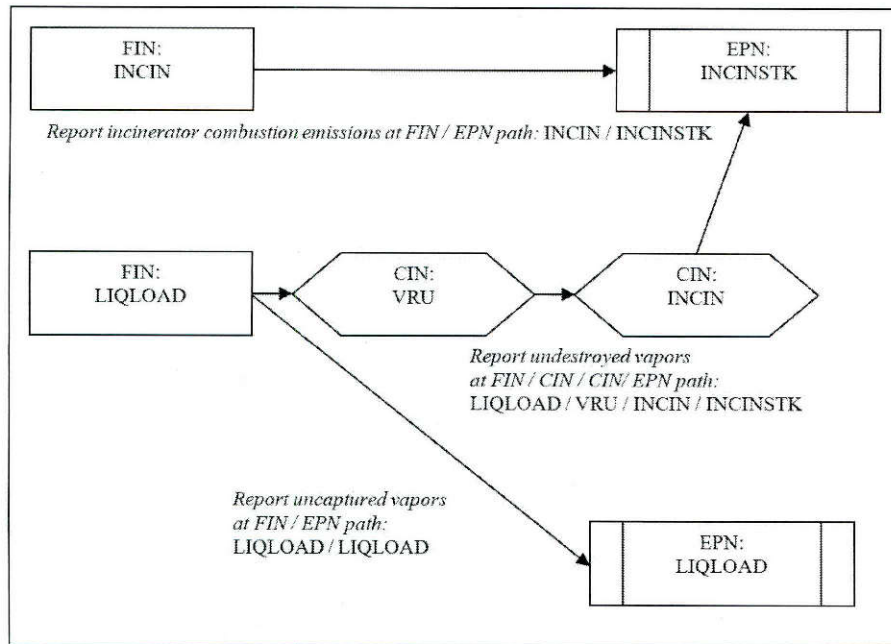 FIN:
INCIN
EPN:
INCINSTK
Report incinerator combustion emissions at FIN / EPN path: INCIN / INCINSTK
FIN:
LIQLOAD
CIN:
VRU
CIN:
INCIN
Report undestroyed vapors
at FIN / CIN / CIN/ EPN path:
LIQLOAD / VRU / INCIN / INCINSTK
Report uncaptured vapors
at FIN / EPN path:
LIQLOAD / LIQLOAD
EPN:
LIQLOAD